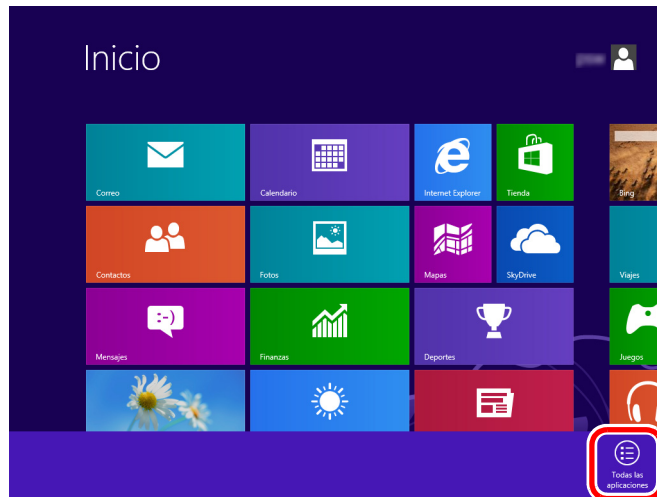 Inicio
Correo
Calendario
Internet Explorer
Tienda
Bing
Contactos
Fotos
Mapas
SkyDrive
Viajes
:-)
Mensajes
Finanzas
Deportes
Juegos
Todas las
aplicaciones